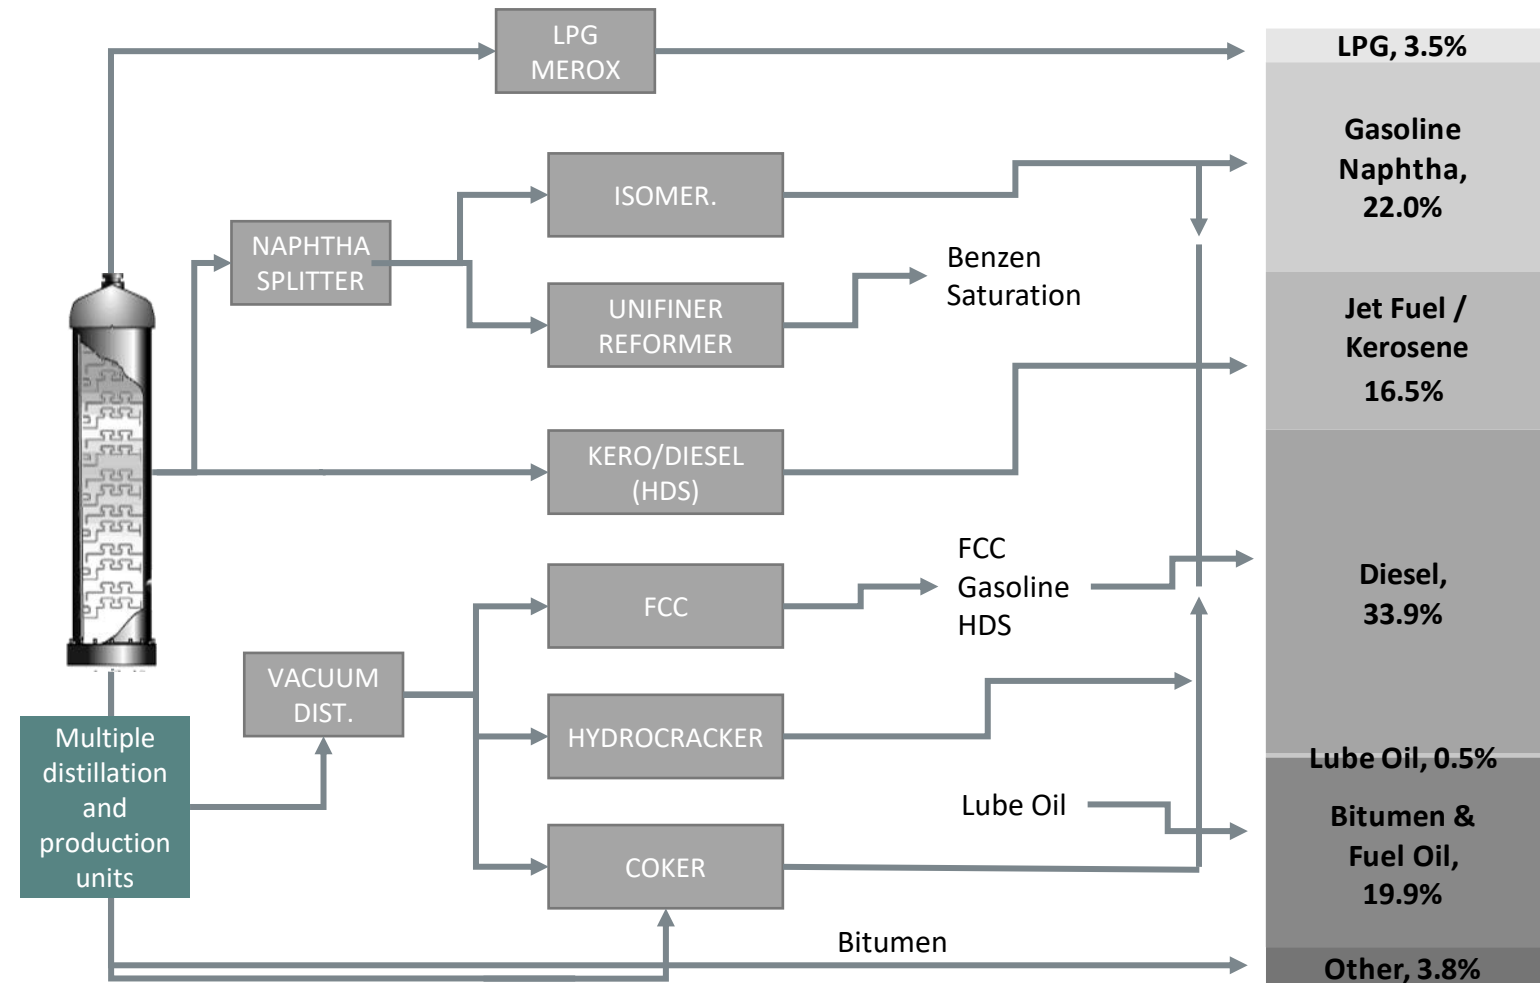 LPG
MEROX
LPG, 3.5%
Gasoline
Naphtha,
22.0%
ISOMER.
NAPHTHA
SPLITTER
Benzen
Saturation
UNIFINER
REFORMER
Jet Fuel /
Kerosene
16.5%
KERO/DIESEL
(HDS)
FCC
FCC
Gasoline
HDS
Diesel,
33.9%
VACUUM
DIST.
HYDROCRACKER
Multiple
distillation
and
production
units
Lube Oil, 0.5%
Lube Oil
Bitumen &
Fuel Oil,
19.9%
COKER
Bitumen
Other, 3.8%